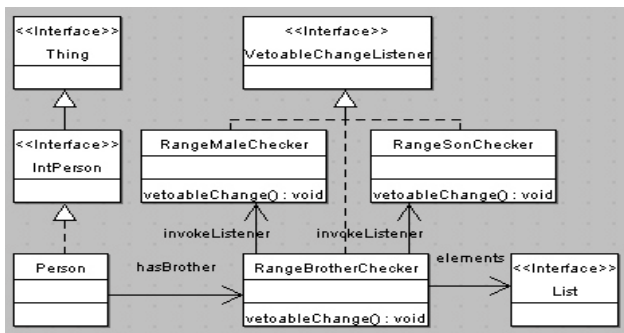 <<Interface>>
Thing
<<Interface>>
VetoableChangeListener
<<Interface>>
IntPerson
RangeMaleChecker
vetoableChange() : void
RangeSonChecker
vetoableChange() : void
invokeListener
invokeListener
Person
hasBrother
RangeBrotherChecker
vetoableChange() : void
elements
<<Interface>>
List